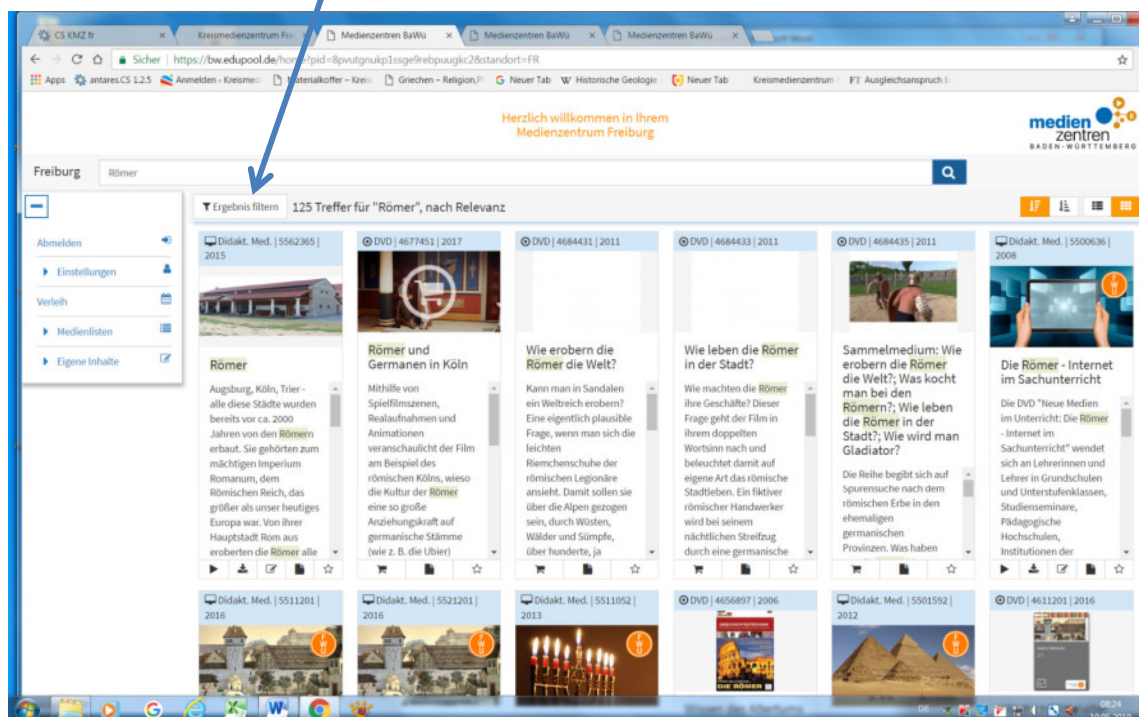 CS KMZ fr
Kreismedienzentrum Fre
Medienzentren BaWü
Medienzentren BaWü
Medienzentren BaWü
Sicher | https://bw.edupool.de/home?pid=8pvutgnukp1ssge9rebpuugkc2&standort=FR
Apps antares.CS 1.2.5 Anmelden ‹ Kreismed Materialkoffer – Kreis Griechen – Religion, Neuer Tab Historische Geologie Neuer Tab Kreismedienzentrum FT Ausgleichsanspruch
Herzlich willkommen in Ihrem
Medienzentrum Freiburg
medien
zentren
BADEN-WÜRTTEMBERG
Freiburg Römer
Ergebnis filtern 125 Treffer für "Römer", nach Relevanz
Abmelden
Einstellungen
Verleih
Medienlisten
Eigene Inhalte
Didakt. Med. | 5562365 |
2015
Römer
Augsburg, Köln, Trier -
alle diese Städte wurden
bereits vor ca. 2000
Jahren von den Römern
erbaut. Sie gehörten zum
mächtigen Imperium
Romanum, dem
Römischen Reich, das
größer als unser heutiges
Europa war. Von ihrer
Hauptstadt Rom aus
eroberten die Römer alle
DVD | 4677451 | 2017
Römer und
Germanen in Köln
Mithilfe von
Spielfilmszenen,
Realaufnahmen und
Animationen
veranschaulicht der Film
am Beispiel des
römischen Kölns, wieso
die Kultur der Römer
eine so große
Anziehungskraft auf
germanische Stämme
(wie z. B. die Ubier)
DVD | 4684431 | 2011
Wie erobern die
Römer die Welt?
Kann man in Sandalen
ein Weltreich erobern?
Eine eigentlich plausible
Frage, wenn man sich die
leichten
Riemchenschuhe der
römischen Legionäre
ansieht. Damit sollen sie
über die Alpen gezogen
sein, durch Wüsten,
Wälder und Sümpfe,
über hunderte, ja
DVD | 4684433 | 2011
Wie leben die Römer
in der Stadt?
Wie machten die Römer
ihre Geschäfte? Dieser
Frage geht der Film in
ihrem doppelten
Wortsinn nach und
beleuchtet damit auf
eigene Art das römische
Stadtleben. Ein fiktiver
römischer Handwerker
wird bei seinem
nächtlichen Streifzug
durch eine germanische
DVD | 4684435 | 2011
Sammelmedium: Wie
erobern die Römer
die Welt?; Was kocht
man bei den
Römern?; Wie leben
die Römer in der
Stadt?; Wie wird man
Gladiator?
Die Reihe begibt sich auf
Spurensuche nach dem
römischen Erbe in den
ehemaligen
germanischen
Provinzen. Was haben
Didakt. Med. | 5500636 |
2008
FWU
Die Römer - Internet
im Sachunterricht
Die DVD "Neue Medien
im Unterricht: Die Römer
- Internet im
Sachunterricht" wendet
sich an Lehrerinnen und
Lehrer in Grundschulen
und Unterstufenklassen,
Studienseminare,
Pädagogische
Hochschulen,
Institutionen der
Didakt. Med. | 5511201 |
2016
FWU
Didakt. Med. | 5521201 |
2016
FWU
Didakt. Med. | 5511052 |
2013
FWU
DVD | 4656897 | 2006
DIE RÖMER
Didakt. Med. | 5501592 |
2012
FWU
DVD | 4611201 | 2016
DE
08:24